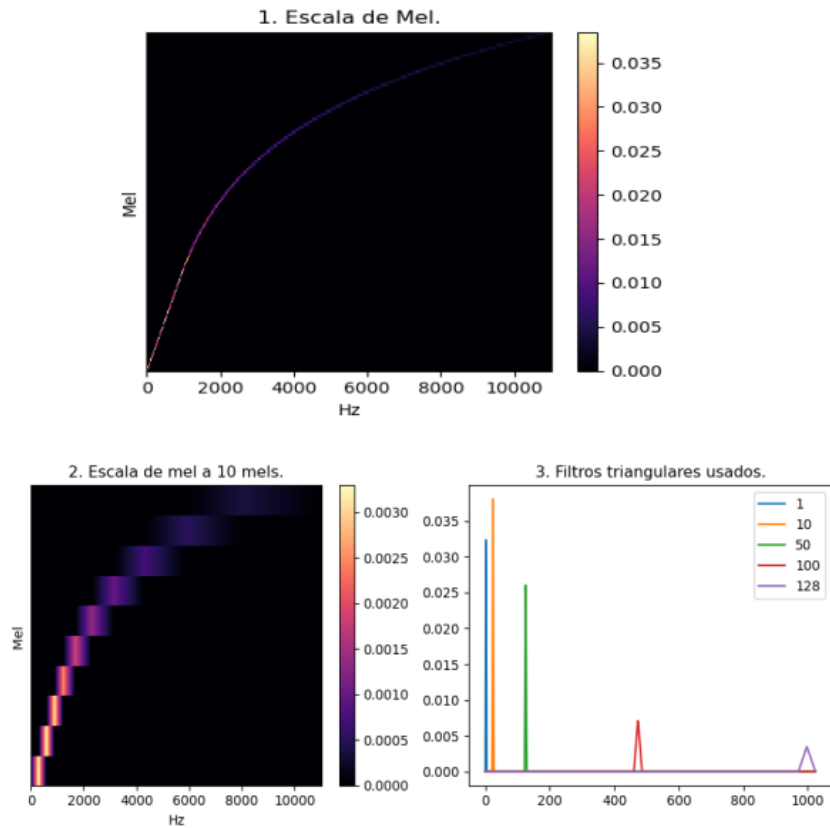 1. Escala de Mel.
Mel
0.035
0.030
0.025
0.020
0.015
0.010
0.005
0.000
0 2000 4000 6000 8000 10000
Hz
2. Escala de mel a 10 mels.
Mel
0.0030
0.0025
0.0020
0.0015
0.0010
0.0005
0.0000
0 2000 4000 6000 8000 10000
Hz
3. Filtros triangulares usados.
0.035
0.030
0.025
0.020
0.015
0.010
0.005
0.000
1
10
50
100
128
0 200 400 600 800 1000